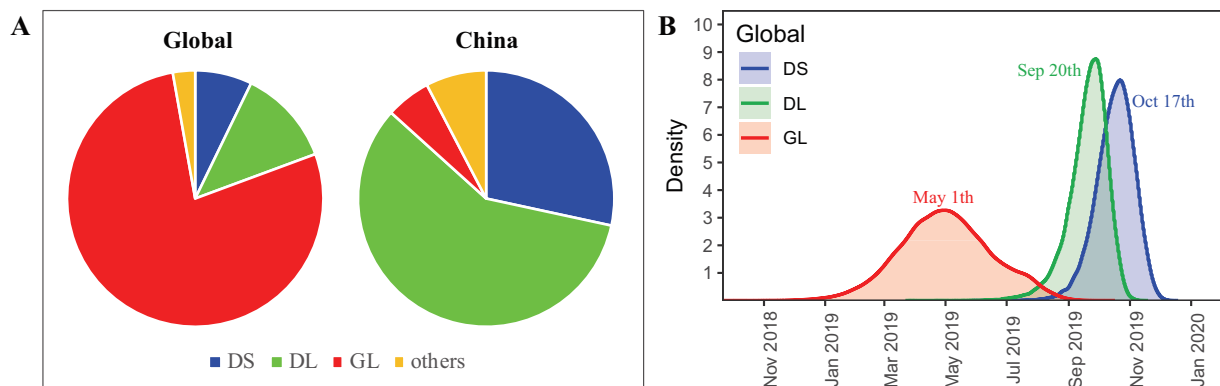 A
Global
China
DS DL GL others
B
Density
10
9
8
7
6
5
4
3
2
1
Global
DS
DL
GL
Sep 20th
Oct 17th
May 1th
Nov 2018
Jan 2019
Mar 2019
May 2019
Jul 2019
Sep 2019
Nov 2019
Jan 2020